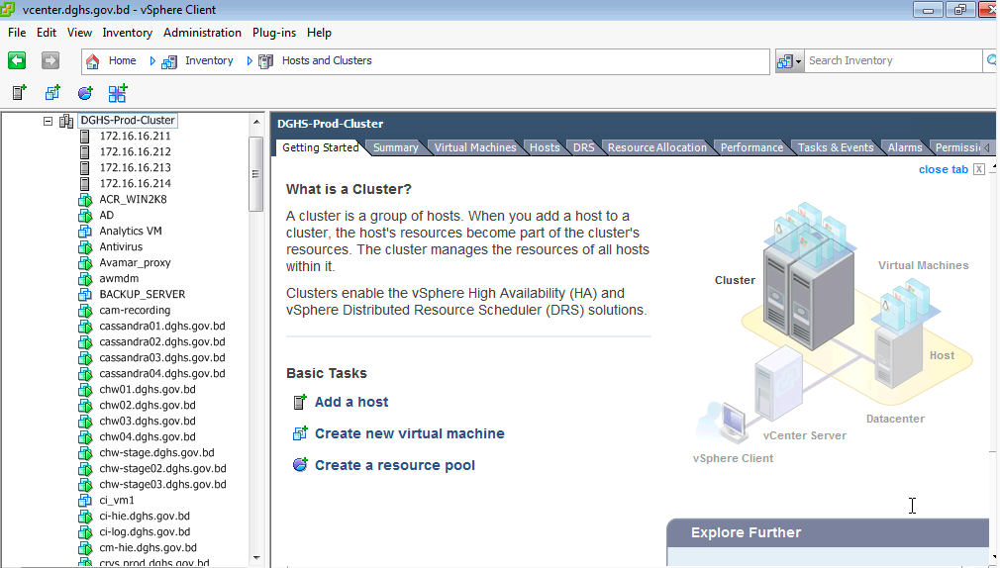 vcenter.dghs.gov.bd - vSphere Client
File Edit View Inventory Administration Plug-ins Help
Home Inventory Hosts and Clusters Search Inventory
DGHS-Prod-Cluster
172.16.16.211
172.16.16.212
172.16.16.213
172.16.16.214
ACR_WIN2K8
AD
Analytics VM
Antivirus
Avamar_proxy
awmdm
BACKUP_SERVER
cam-recording
cassandra01.dghs.gov.bd
cassandra02.dghs.gov.bd
cassandra03.dghs.gov.bd
cassandra04.dghs.gov.bd
chw01.dghs.gov.bd
chw02.dghs.gov.bd
chw03.dghs.gov.bd
chw04.dghs.gov.bd
chw-stage.dghs.gov.bd
chw-stage02.dghs.gov.bd
chw-stage03.dghs.gov.bd
ci_vm1
ci-hie.dghs.gov.bd
ci-log.dghs.gov.bd
cm-hie.dghs.gov.bd
crvs.prod.dghs.gov.bd
DGHS-Prod-Cluster
Getting Started Summary Virtual Machines Hosts DRS Resource Allocation Performance Tasks & Events Alarms Permissi
close tab X
What is a Cluster?
A cluster is a group of hosts. When you add a host to a
cluster, the host's resources become part of the cluster's
resources. The cluster manages the resources of all hosts
within it.
Clusters enable the vSphere High Availability (HA) and
vSphere Distributed Resource Scheduler (DRS) solutions.
Basic Tasks
Add a host
Create new virtual machine
Create a resource pool
Virtual Machines
Cluster
Host
Datacenter
vCenter Server
vSphere Client
Explore Further